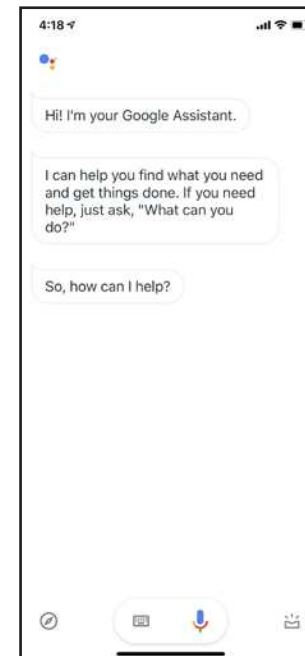 4:18
Hi! I'm your Google Assistant.
I can help you find what you need
and get things done. If you need
help, just ask, "What can you
do?"
So, how can I help?